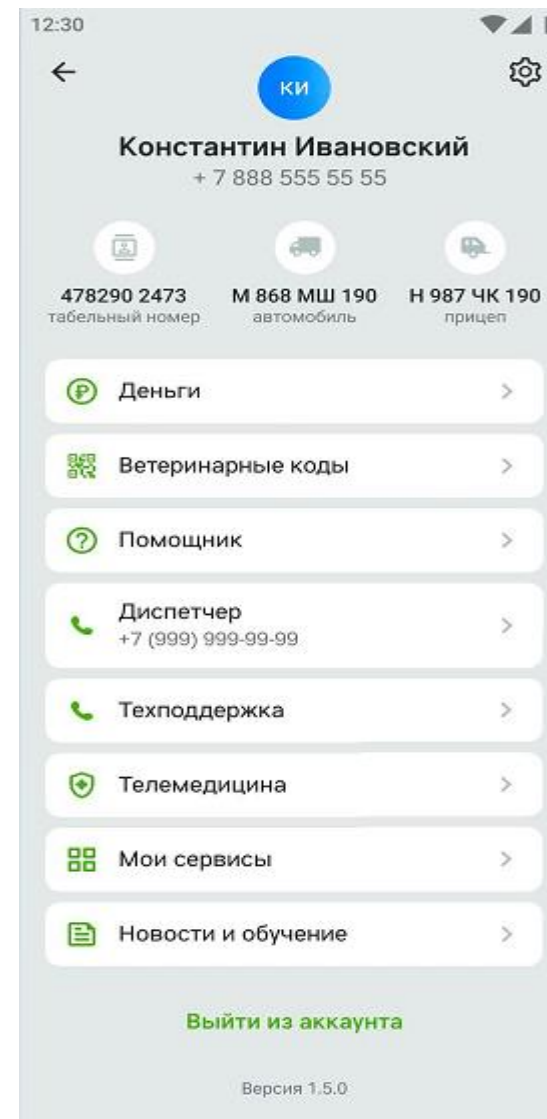 12:30
КИ
Константин Ивановский
+ 7 888 555 55 55
478290 2473 М 868 МШ 190 Н 987 ЧК 190
табельный номер автомобиль прицеп
Деньги
Ветеринарные коды
Помощник
Диспетчер
+7 (999) 999-99-99
Техподдержка
Телемедицина
Мои сервисы
Новости и обучение
Выйти из аккаунта
Версия 1.5.0